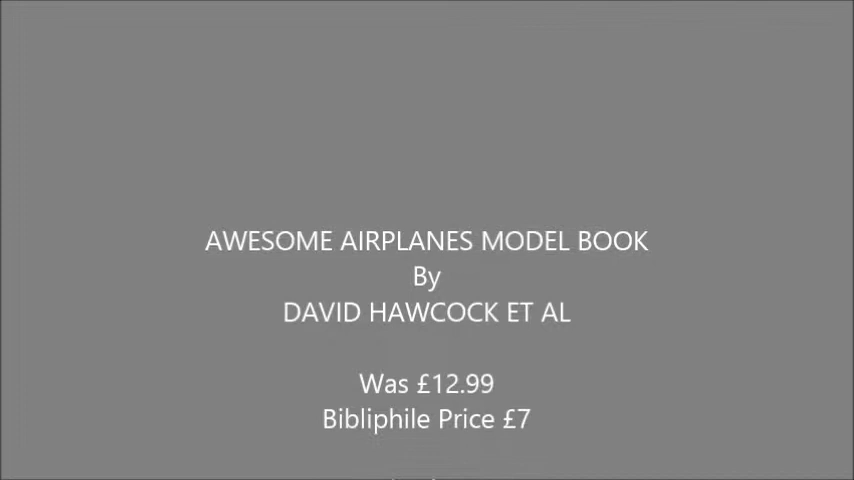 AWESOME AIRPLANES MODEL BOOK
By
DAVID HAWCOCK ET AL
Was £12.99
Bibliphile Price £7